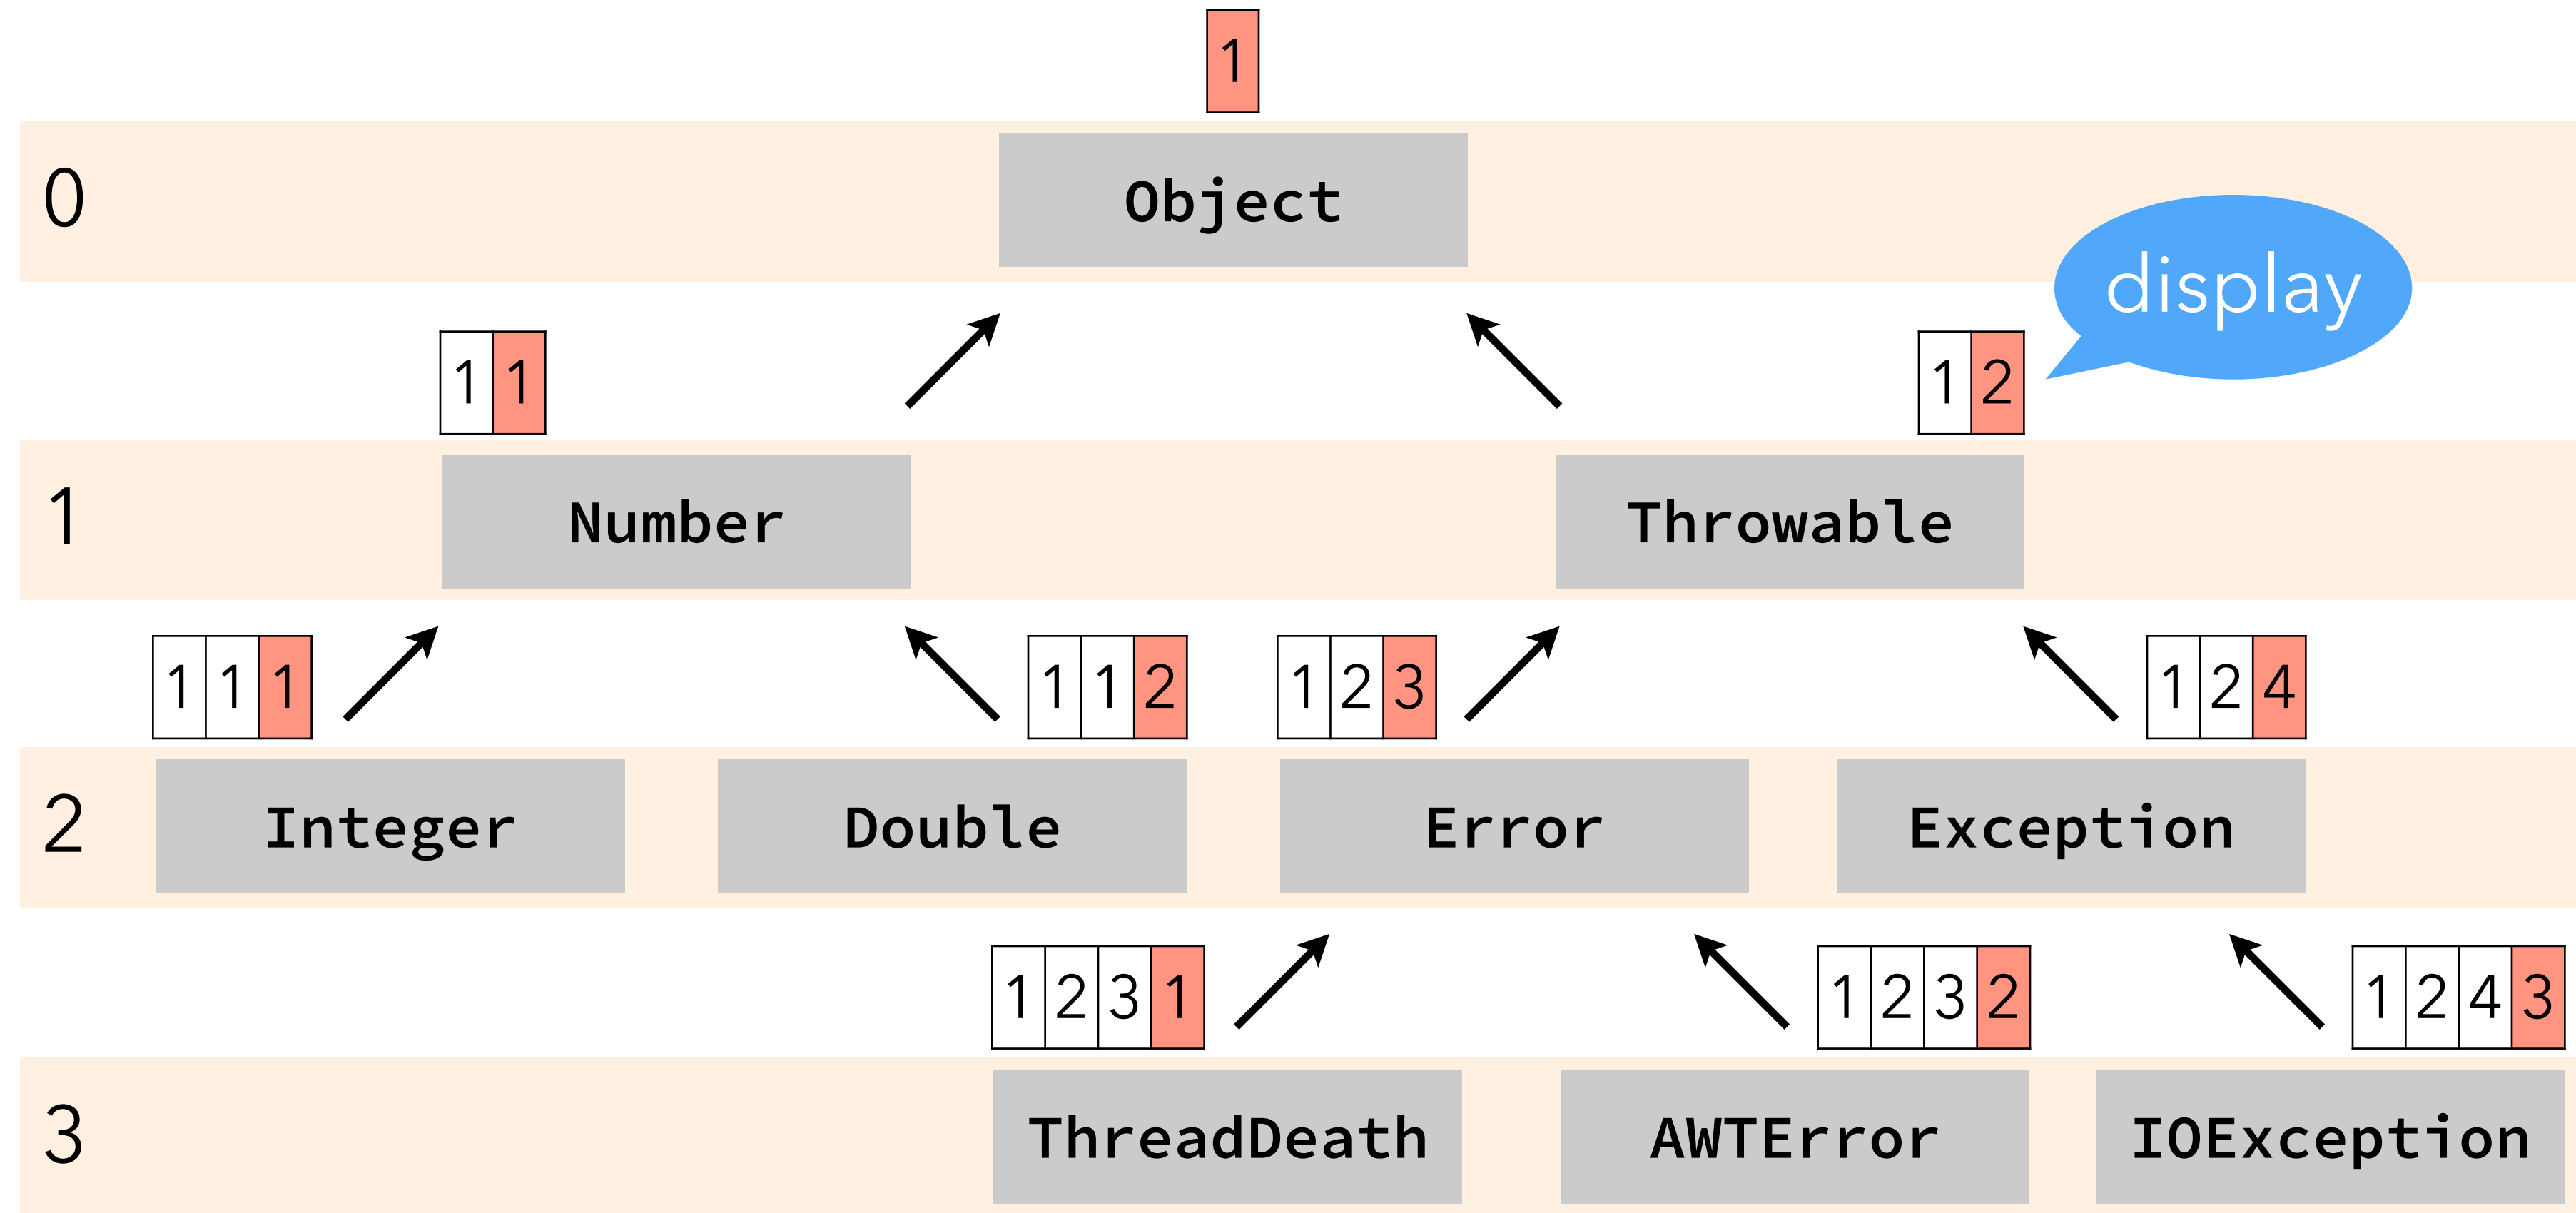 1
0
Object
display
1 1
1 2
1
Number
Throwable
1 1 1
1 1 2
1 2 3
1 2 4
2
Integer
Double
Error
Exception
1 2 3 1
1 2 3 2
1 2 4 3
3
ThreadDeath
AWTError
IOException